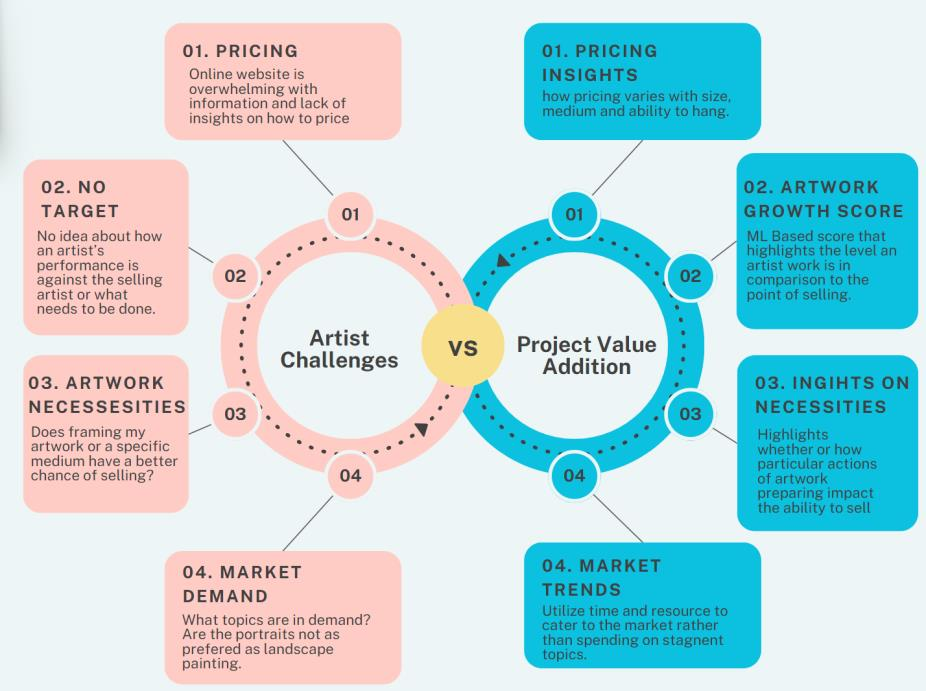 01. PRICING
Online website is
overwhelming with
information and lack of
insights on how to price
02. NO
TARGET
No idea about how
an artist's
performance is
against the selling
artist or what
needs to be done.
03. ARTWORK
NECESSESITIES
Does framing my
artwork or a specific
medium have a better
chance of selling?
04. MARKET
DEMAND
What topics are in demand?
Are the portraits not as
prefered as landscape
painting.
01
02
03
04
Artist
Challenges
VS
Project Value
Addition
01
02
03
04
01. PRICING
INSIGHTS
how pricing varies with size,
medium and ability to hang.
02. ARTWORK
GROWTH SCORE
ML Based score that
highlights the level an
artist work is in
comparison to the
point of selling.
03. INGIHTS ON
NECESSITIES
Highlights
whether or how
particular actions
of artwork
preparing impact
the ability to sell
04. MARKET
TRENDS
Utilize time and resource to
cater to the market rather
than spending on stagnent
topics.